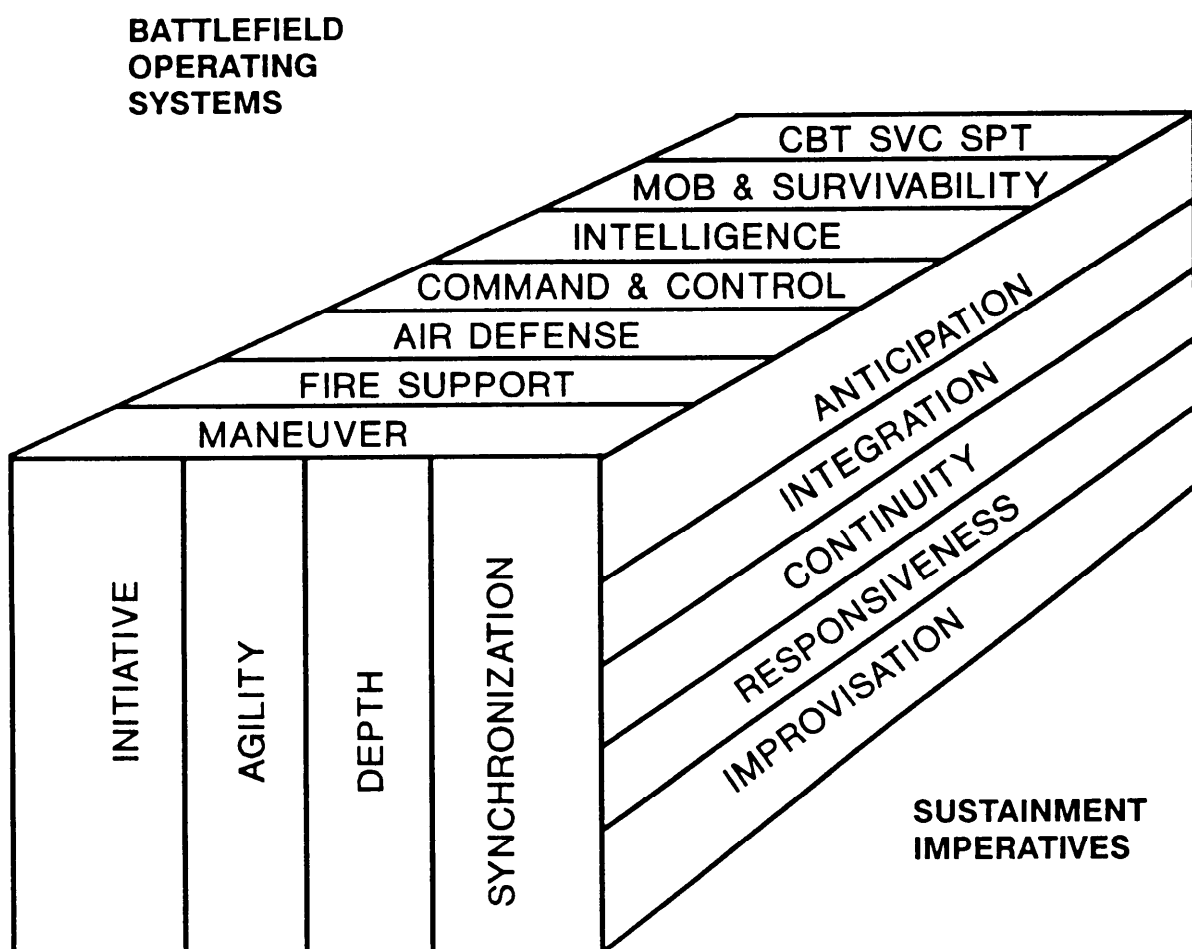 BATTLEFIELD
OPERATING
SYSTEMS
CBT SVC SPT
MOB & SURVIVABILITY
INTELLIGENCE
COMMAND & CONTROL
AIR DEFENSE
FIRE SUPPORT
MANEUVER
INITIATIVE
AGILITY
DEPTH
SYNCHRONIZATION
ANTICIPATION
INTEGRATION
CONTINUITY
RESPONSIVENESS
IMPROVISATION
SUSTAINMENT
IMPERATIVES